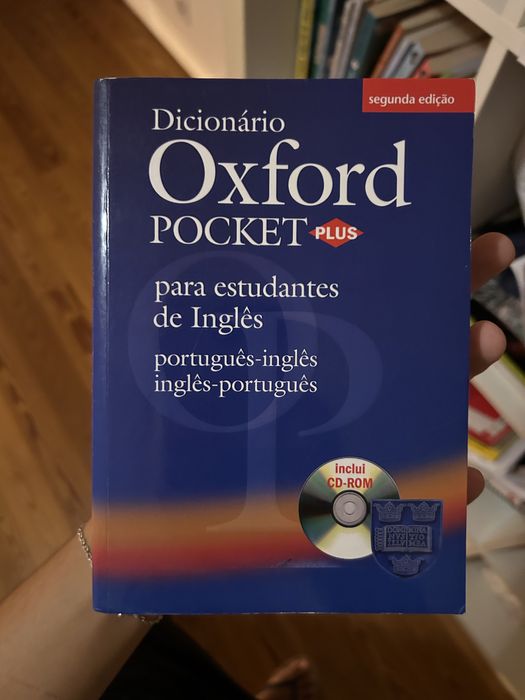 segunda edição
Dicionário
Oxford
POCKET PLUS
para estudantes
de Inglês
português-inglês
inglês-português
inclui
CD-ROM